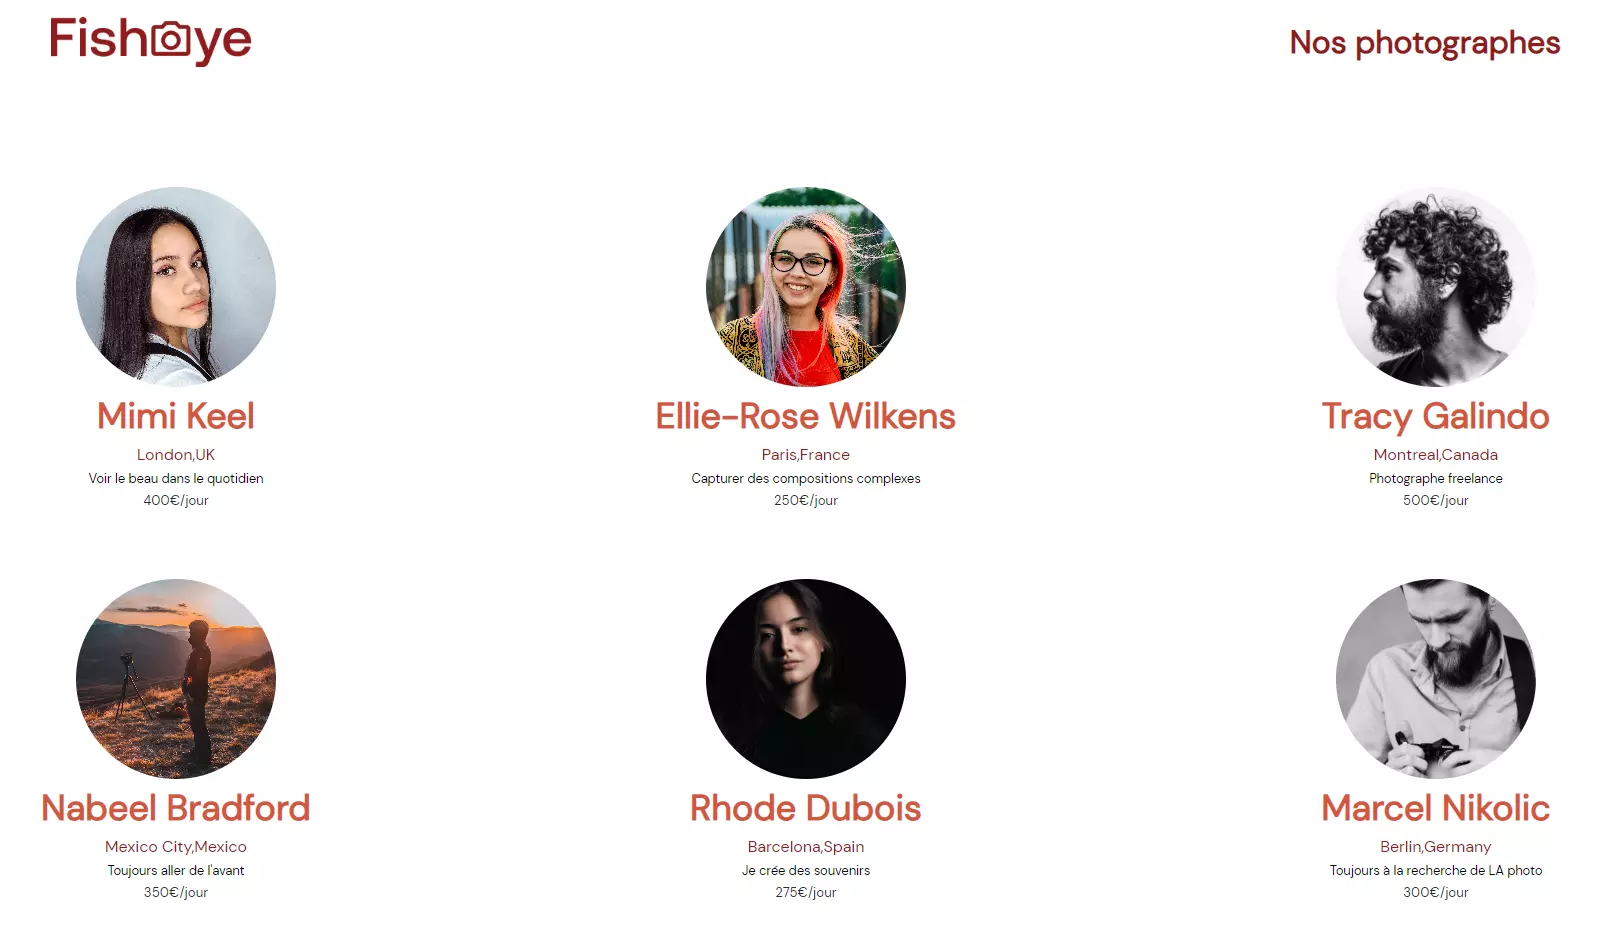 Fisheye
Nos photographes
Mimi Keel
London,UK
Voir le beau dans le quotidien
400€/jour
Ellie-Rose Wilkens
Paris,France
Capturer des compositions complexes
250€/jour
Tracy Galindo
Montreal,Canada
Photographe freelance
500€/jour
Nabeel Bradford
Mexico City,Mexico
Toujours aller de l'avant
350€/jour
Rhode Dubois
Barcelona,Spain
Je crée des souvenirs
275€/jour
Marcel Nikolic
Berlin,Germany
Toujours à la recherche de LA photo
300€/jour